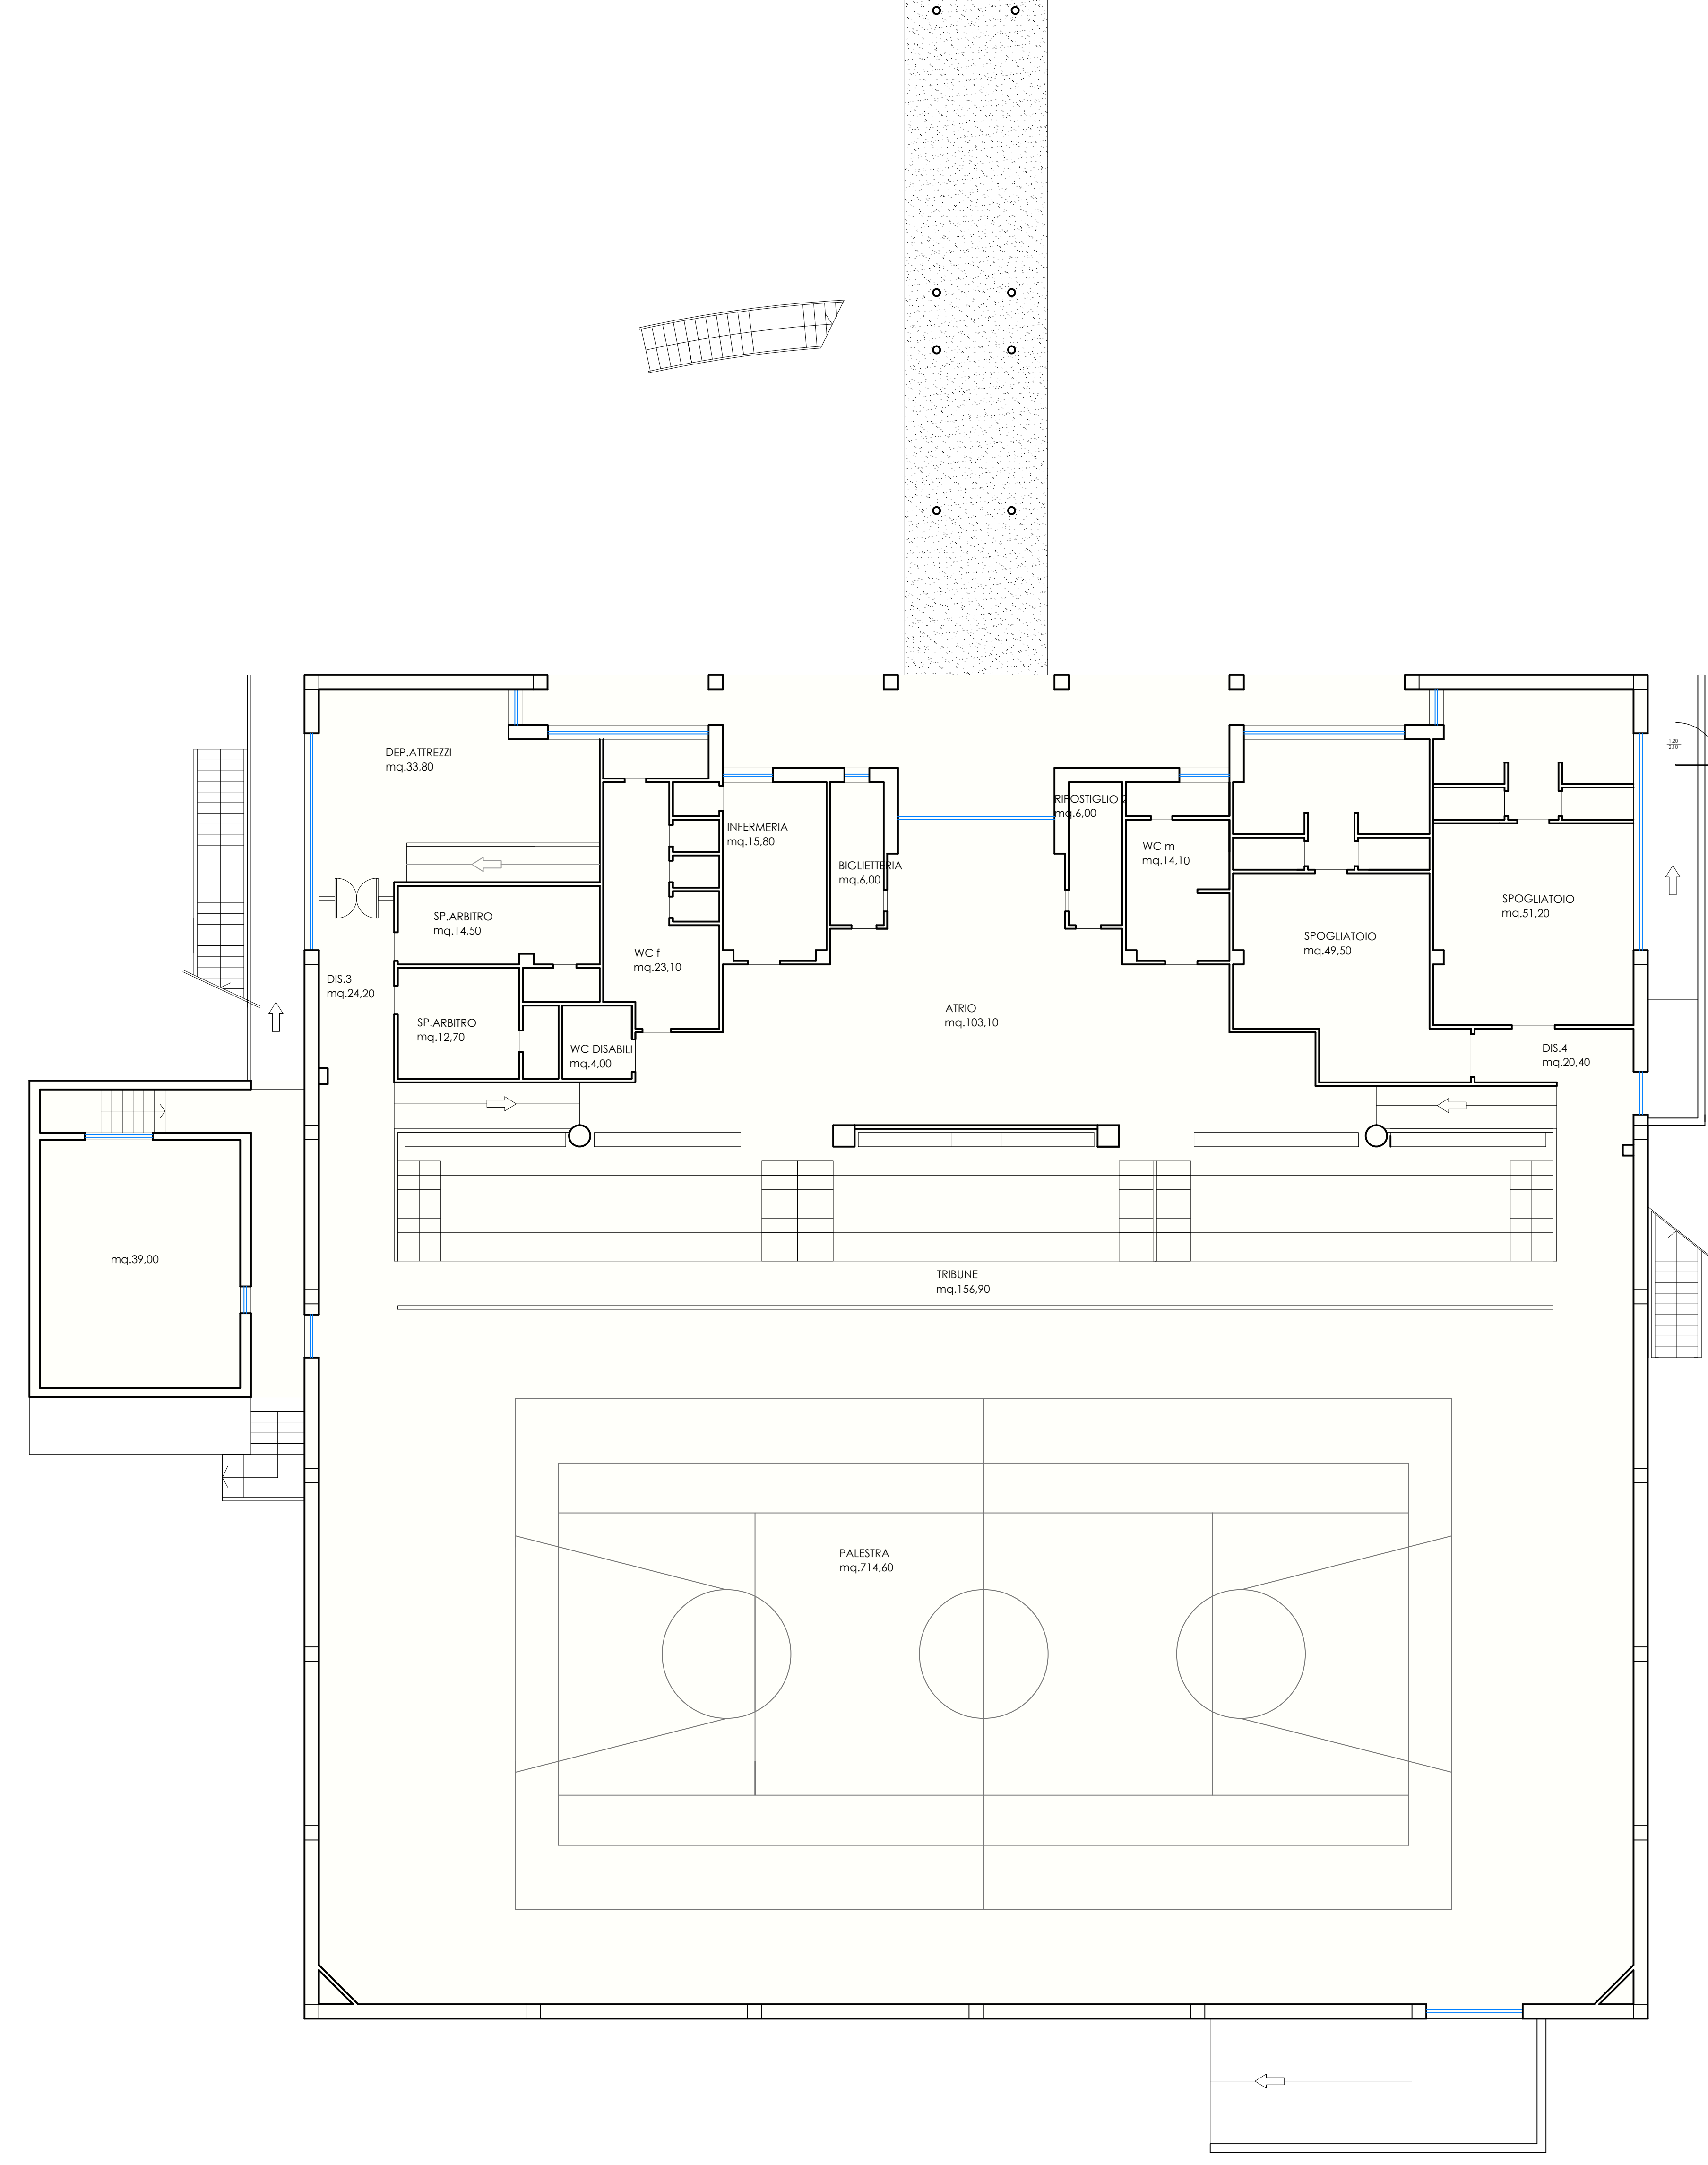 DEP.ATTREZZI
mq.33,80
INFERMERIA
mq.15,80
BIGLIETTERIA
mq.6,00
RIPOSTIGLIO 2
mq.6,00
WC m
mq.14,10
SPOGLIATOIO
mq.51,20
SPOGLIATOIO
mq.49,50
SP.ARBITRO
mq.14,50
WC f
mq.23,10
DIS.3
mq.24,20
SP.ARBITRO
mq.12,70
WC DISABILI
mq.4,00
ATRIO
mq.103,10
DIS.4
mq.20,40
mq.39,00
TRIBUNE
mq.156,90
PALESTRA
mq.714,60